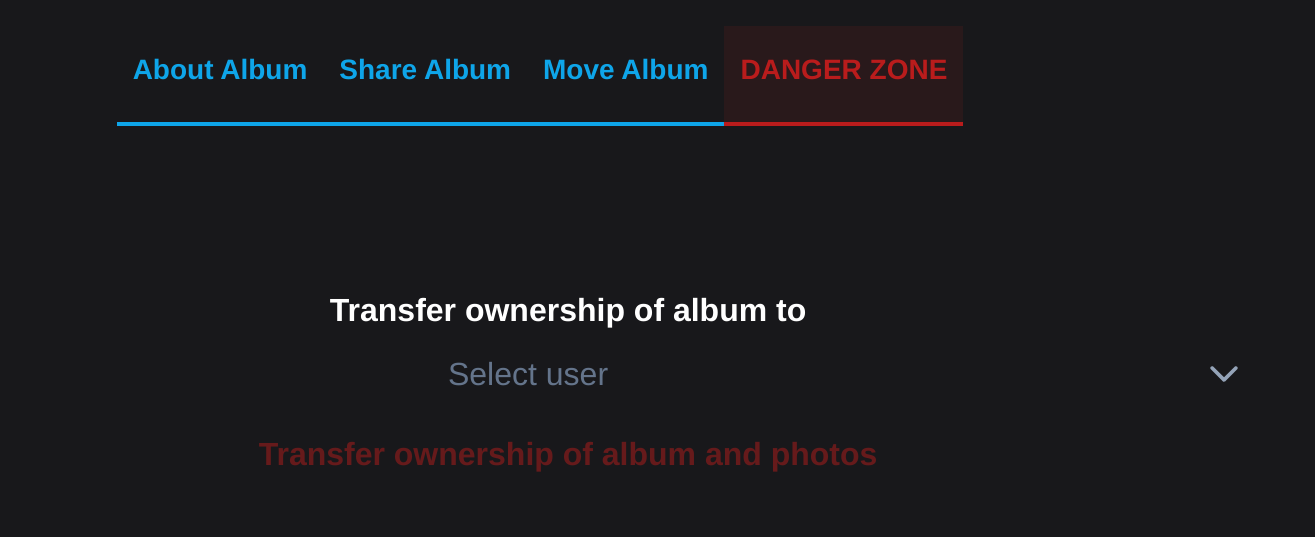 About Album Share Album Move Album DANGER ZONE
Transfer ownership of album to
Select user
Transfer ownership of album and photos